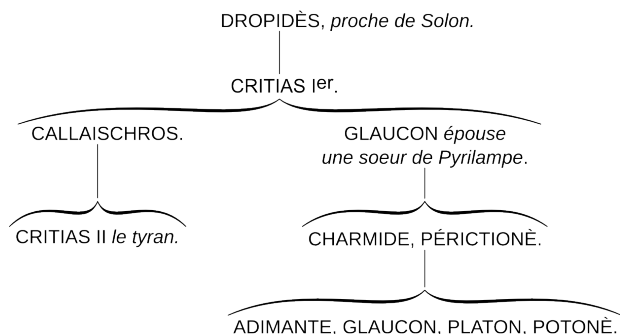 DROPIDÈS, proche de Solon.
CRITIAS Ier.
CALLAISCHROS.
GLAUCON épouse
une soeur de Pyrilampe.
CRITIAS II le tyran.
CHARMIDE, PÉRICTIONÈ.
ADIMANTE, GLAUCON, PLATON, POTONÈ.